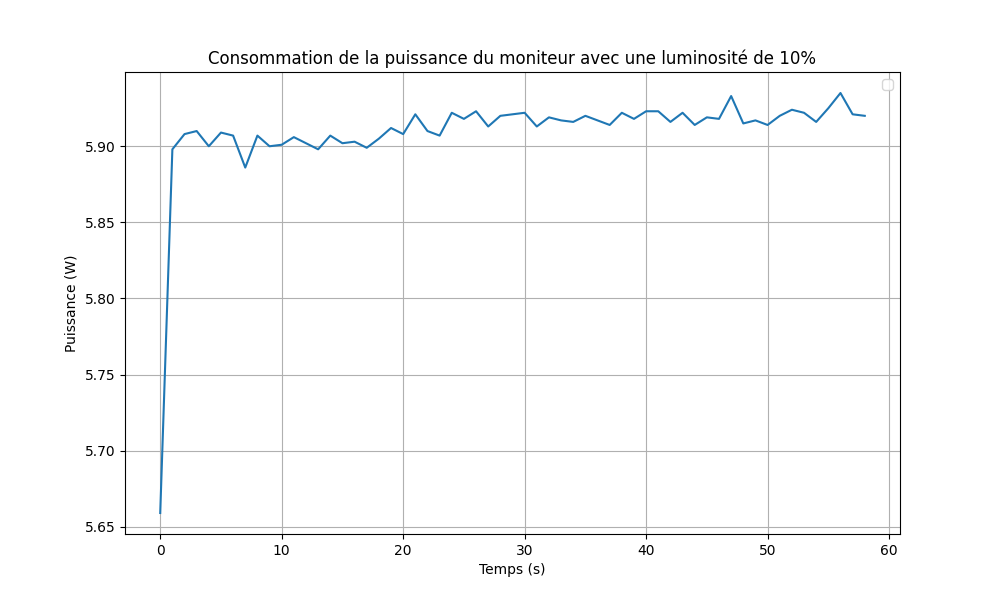 Consommation de la puissance du moniteur avec une luminosité de 10%
5.90
5.85
5.80
5.75
5.70
5.65
Puissance (W)
0 10 20 30 40 50 60
Temps (s)